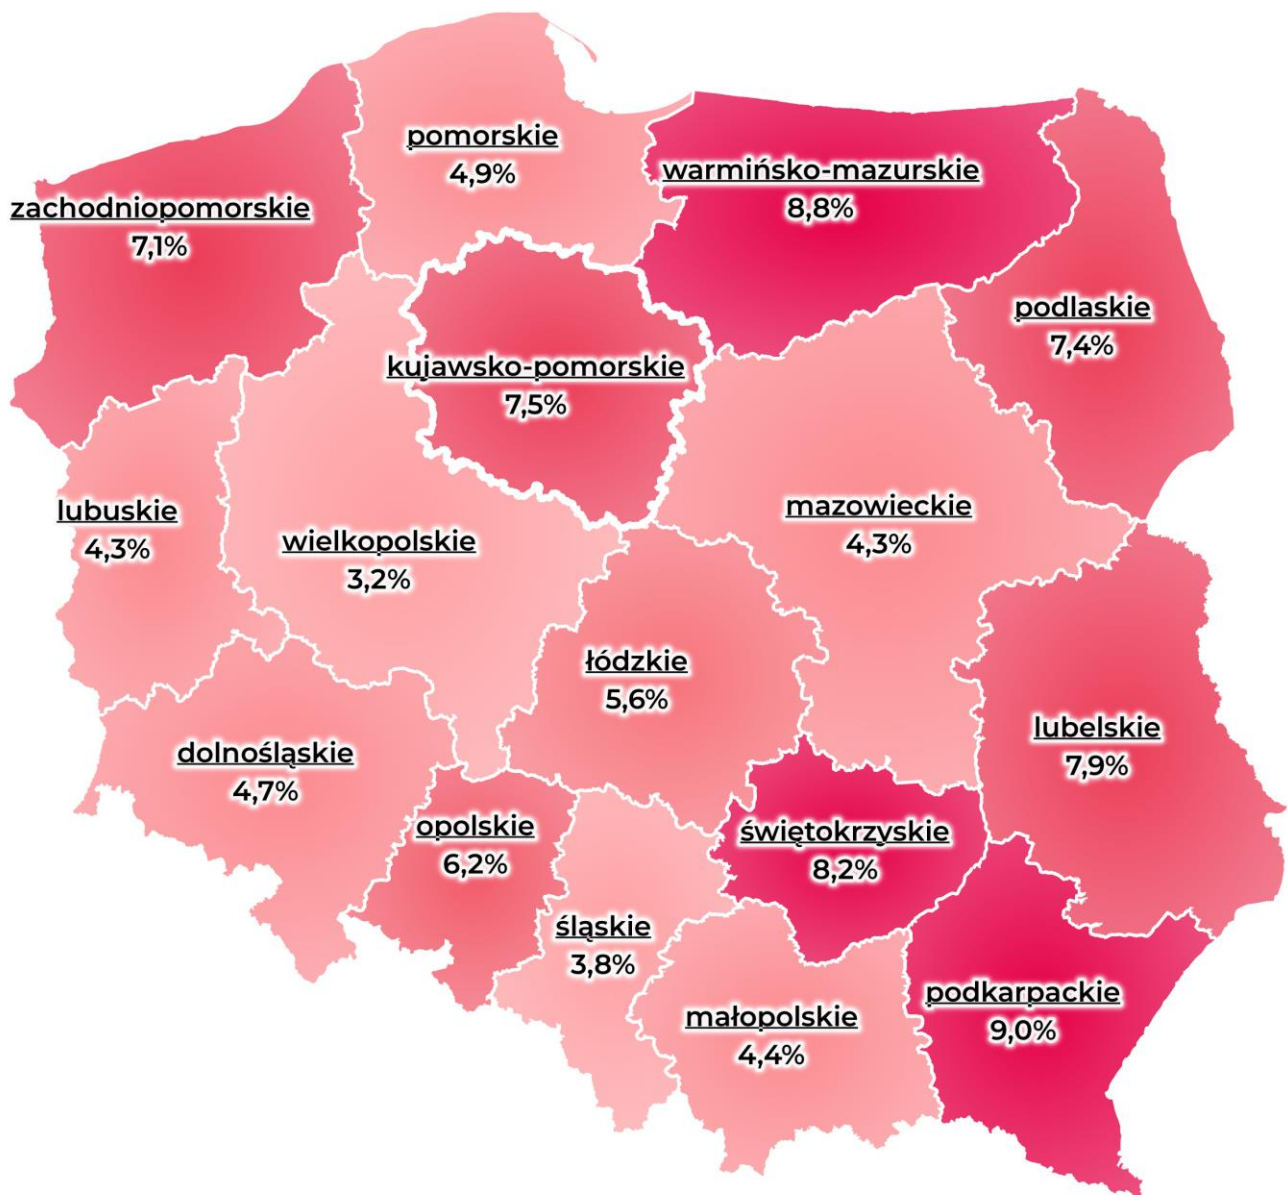 pomorskie
4,9%
warmińsko-mazurskie
8,8%
zachodniopomorskie
7,1%
podlaskie
7,4%
kujawsko-pomorskie
7,5%
lubuskie
4,3%
wielkopolskie
3,2%
mazowieckie
4,3%
łódzkie
5,6%
lubelskie
7,9%
dolnośląskie
4,7%
opolskie
6,2%
świętokrzyskie
8,2%
śląskie
3,8%
małopolskie
4,4%
podkarpackie
9,0%